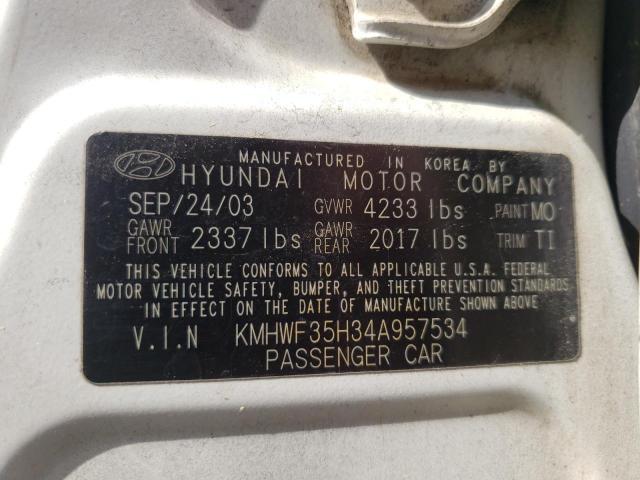 MANUFACTURED IN KOREA BY
HYUNDAI MOTOR COMPANY
SEP/24/03 GVWR 4233 lbs PAINT MO
GAWR FRONT 2337 lbs GAWR REAR 2017 lbs TRIM TI
THIS VEHICLE CONFORMS TO ALL APPLICABLE U.S.A. FEDERAL
MOTOR VEHICLE SAFETY, BUMPER, AND THEFT PREVENTION STANDARDS
IN EFFECT ON THE DATE OF MANUFACTURE SHOWN ABOVE
V.I.N KMHWF35H34A957534
PASSENGER CAR